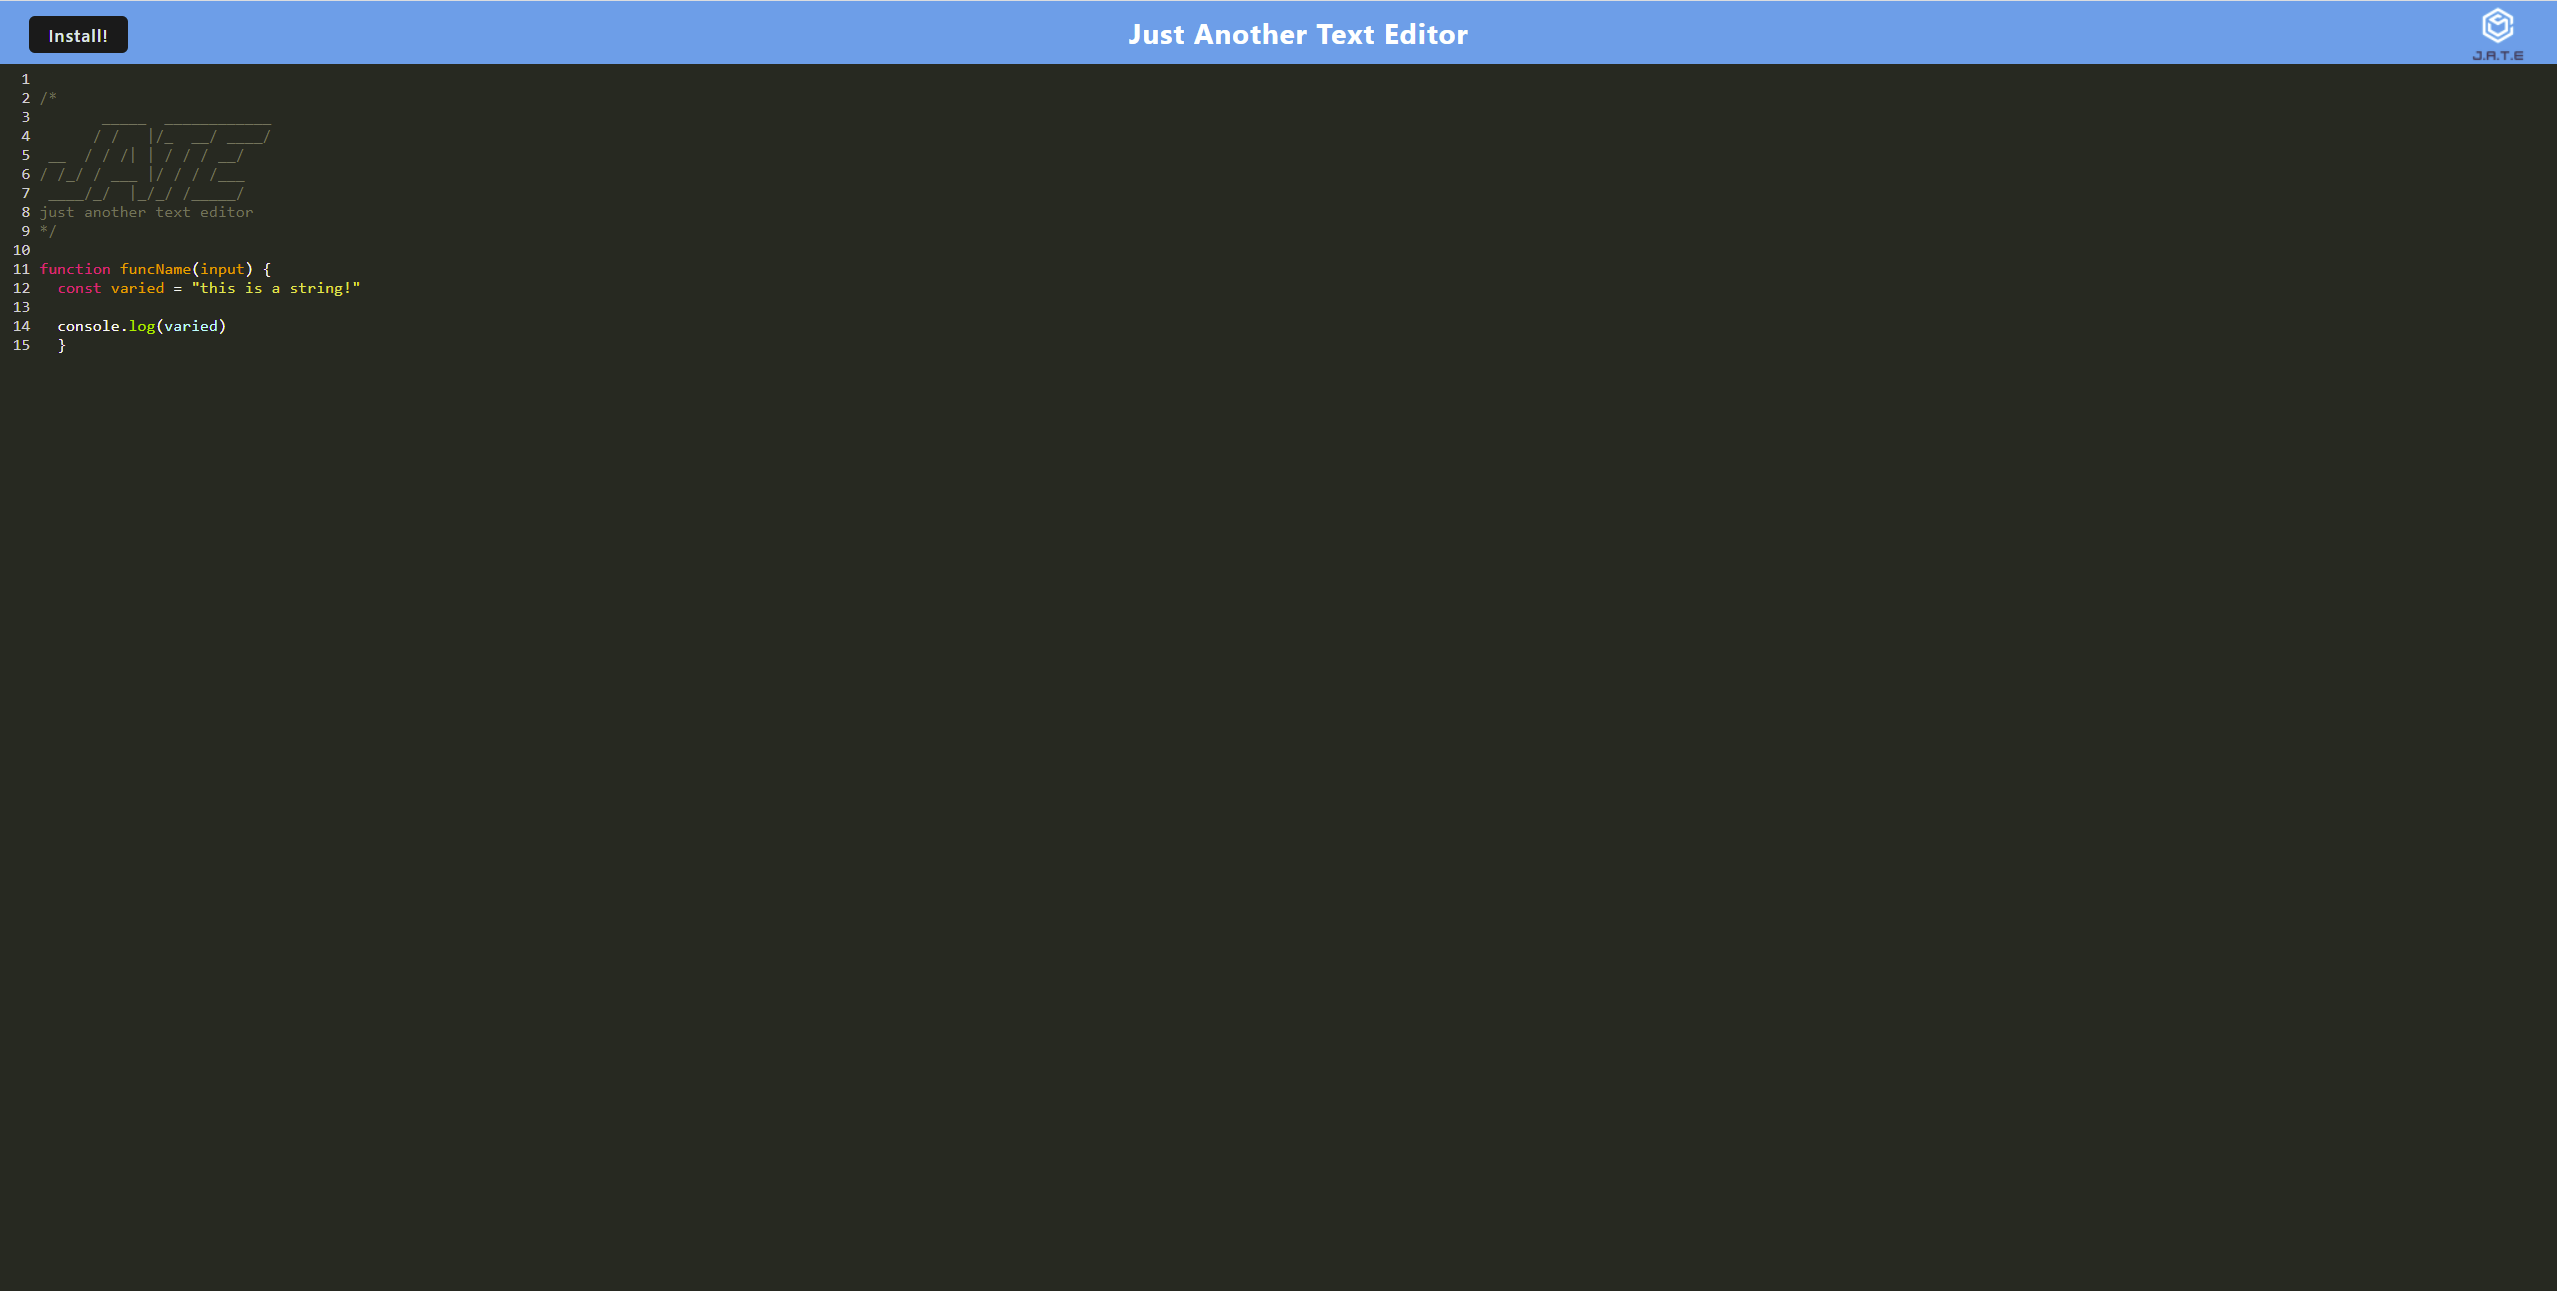 Install!
Just Another Text Editor
J.A.T.E
1
2 /*
3        _____  ____________
4       / /   |/_  __/ ____/
5  __  / / /| | / / / __/
6 / /_/ / ___ |/ / / /___
7  ____/_/  |_/_/ /_____/
8 just another text editor
9 */
10
11 function funcName(input) {
12   const varied = "this is a string!"
13
14   console.log(varied)
15   }